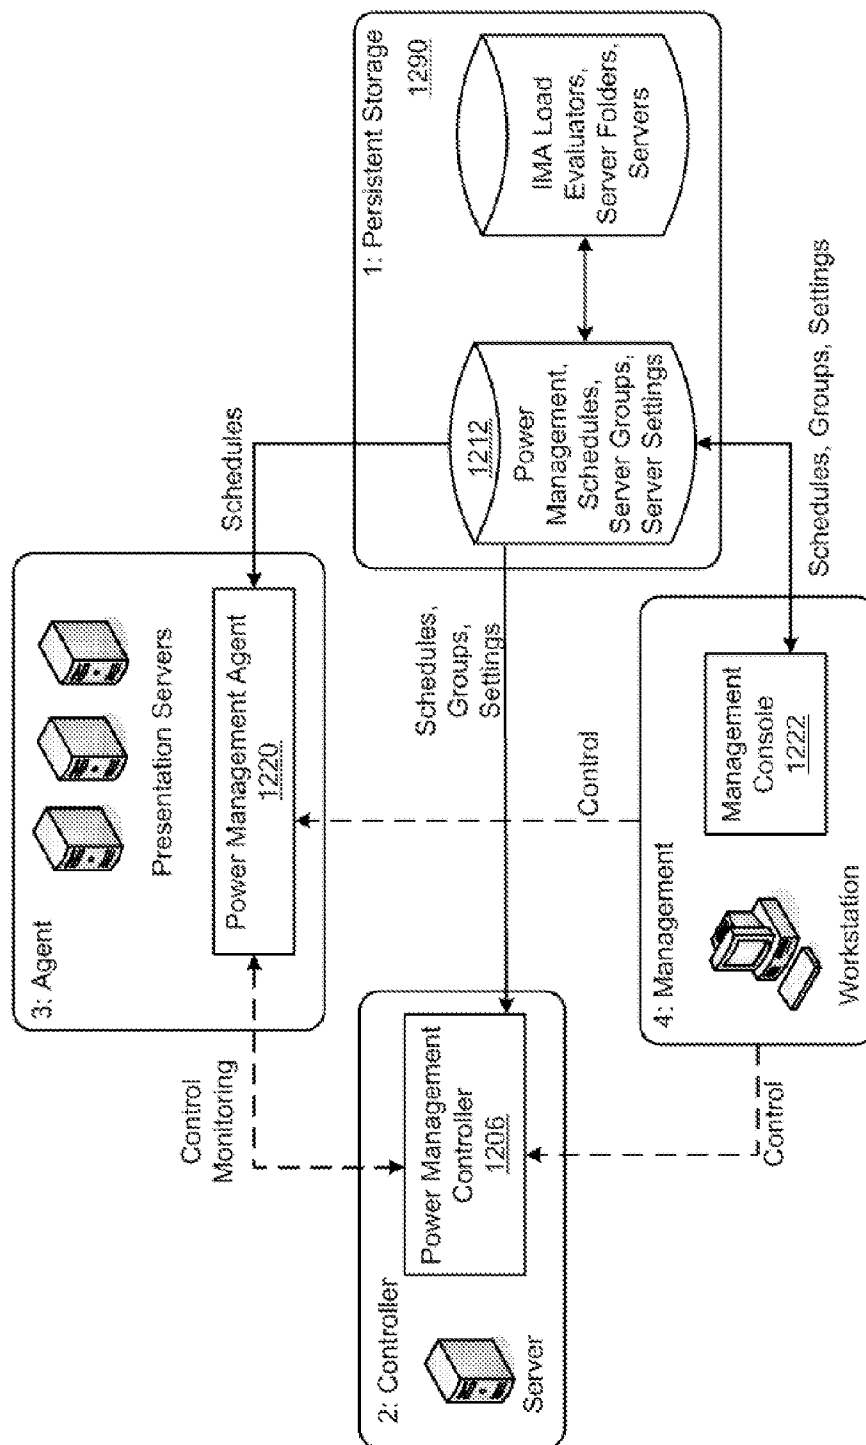 3: Agent
Presentation Servers
Power Management Agent
1220
Control
Monitoring
Schedules
2: Controller
Server
Power Management
Controller
1206
Schedules,
Groups,
Settings
Control
1: Persistent Storage
1290
1212
Power
Management,
Schedules,
Server Groups,
Server Settings
IMA Load
Evaluators,
Server Folders,
Servers
4: Management
Workstation
Management
Console
1222
Control
Schedules, Groups, Settings